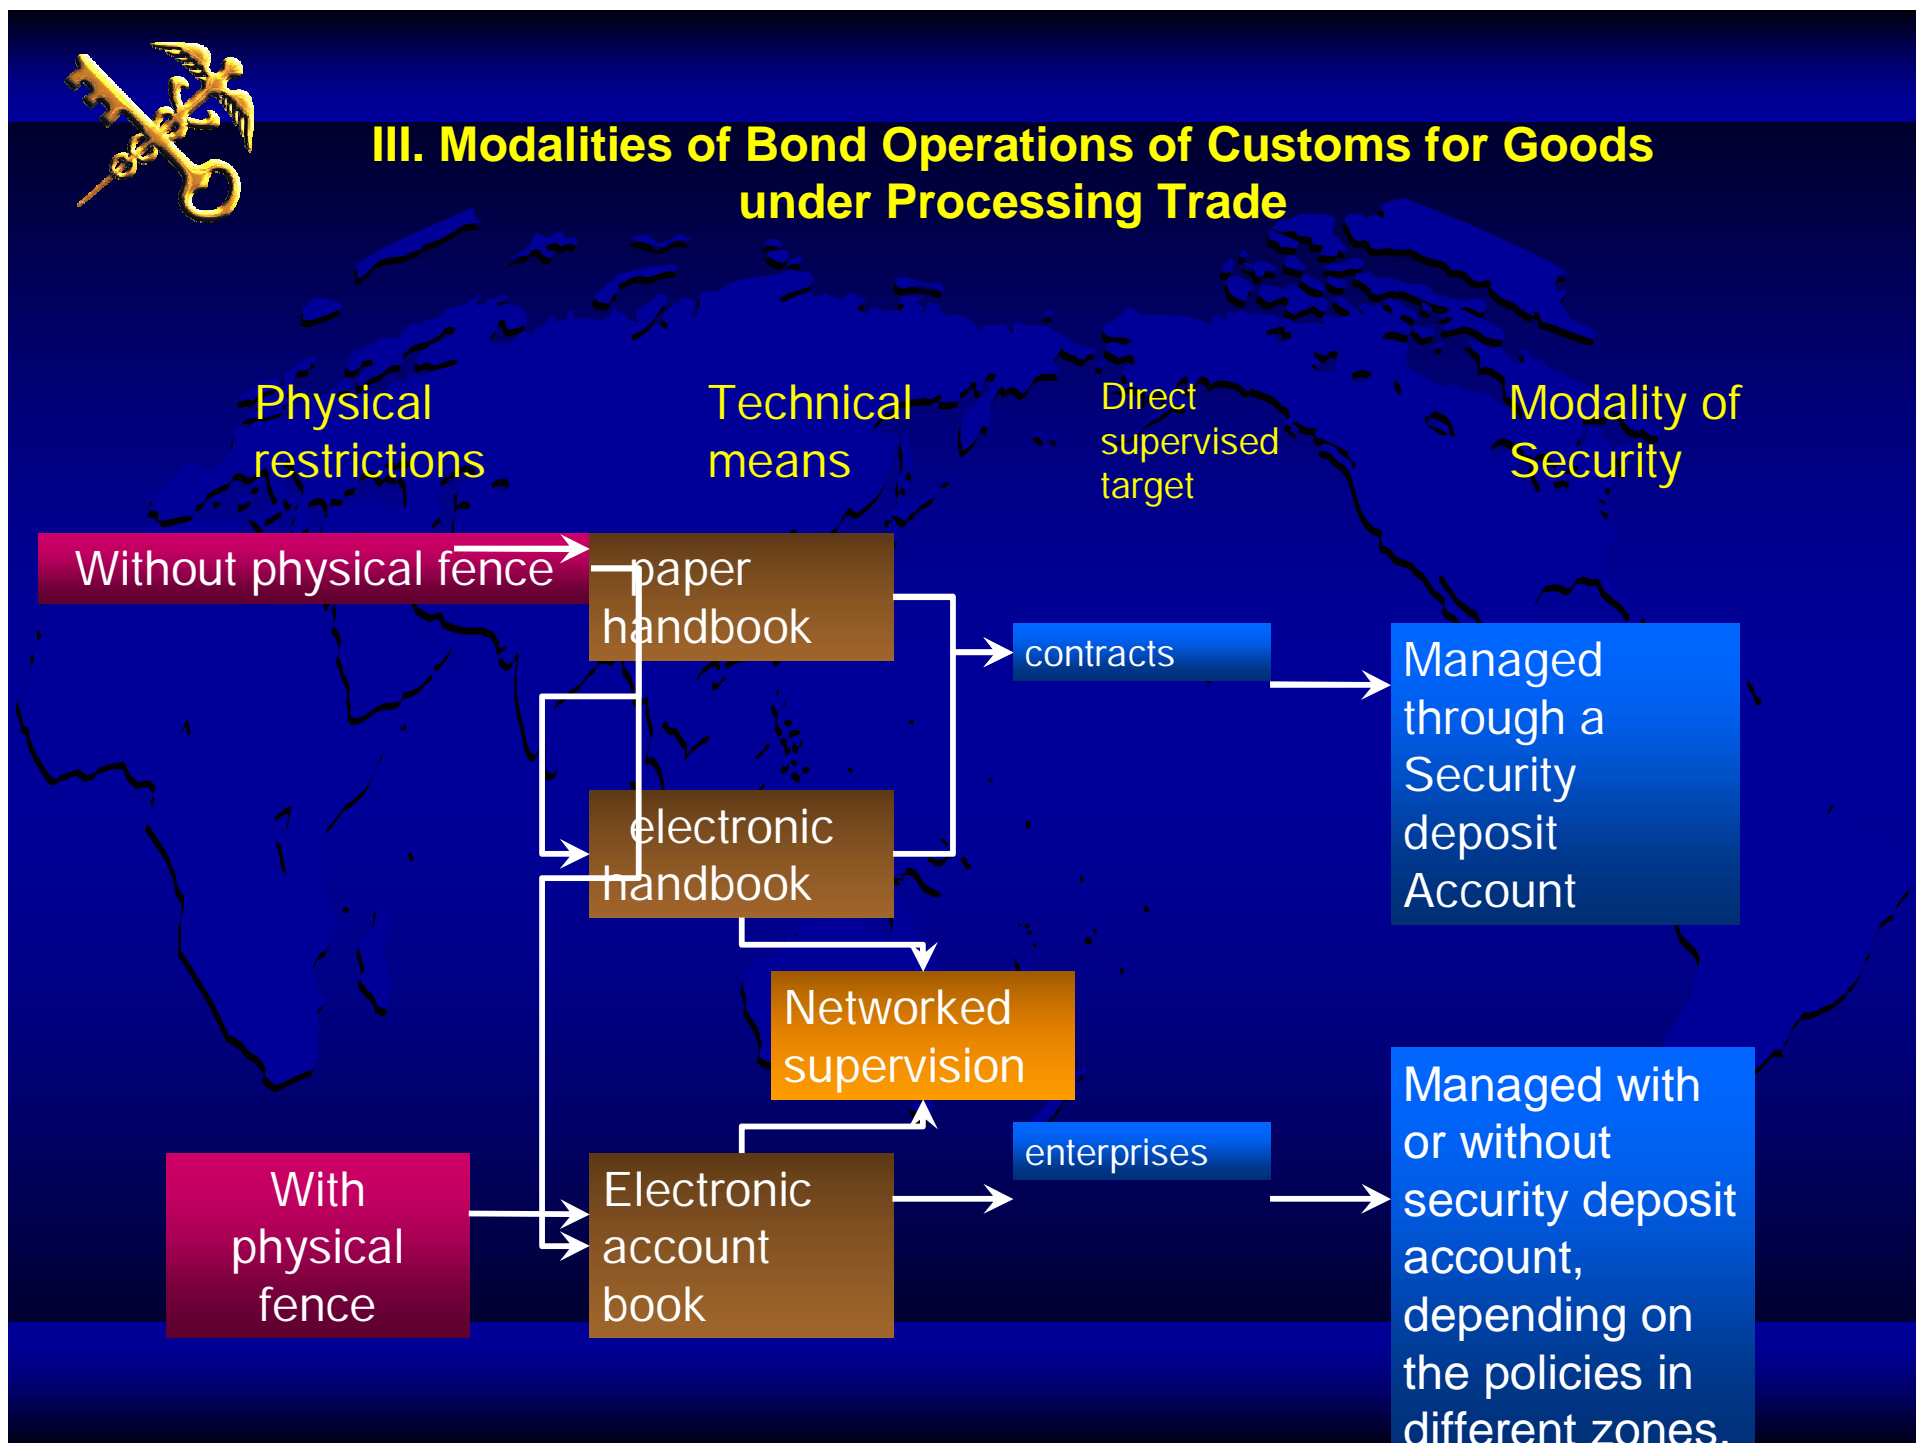 III. Modalities of Bond Operations of Customs for Goods
under Processing Trade
Physical
restrictions
Technical
means
Direct
supervised
target
Modality of
Security
Without physical fence
paper
handbook
contracts
Managed
through a
Security
deposit
Account
electronic
handbook
Networked
supervision
With
physical
fence
Electronic
account
book
enterprises
Managed with
or without
security deposit
account,
depending on
the policies in
different zones.